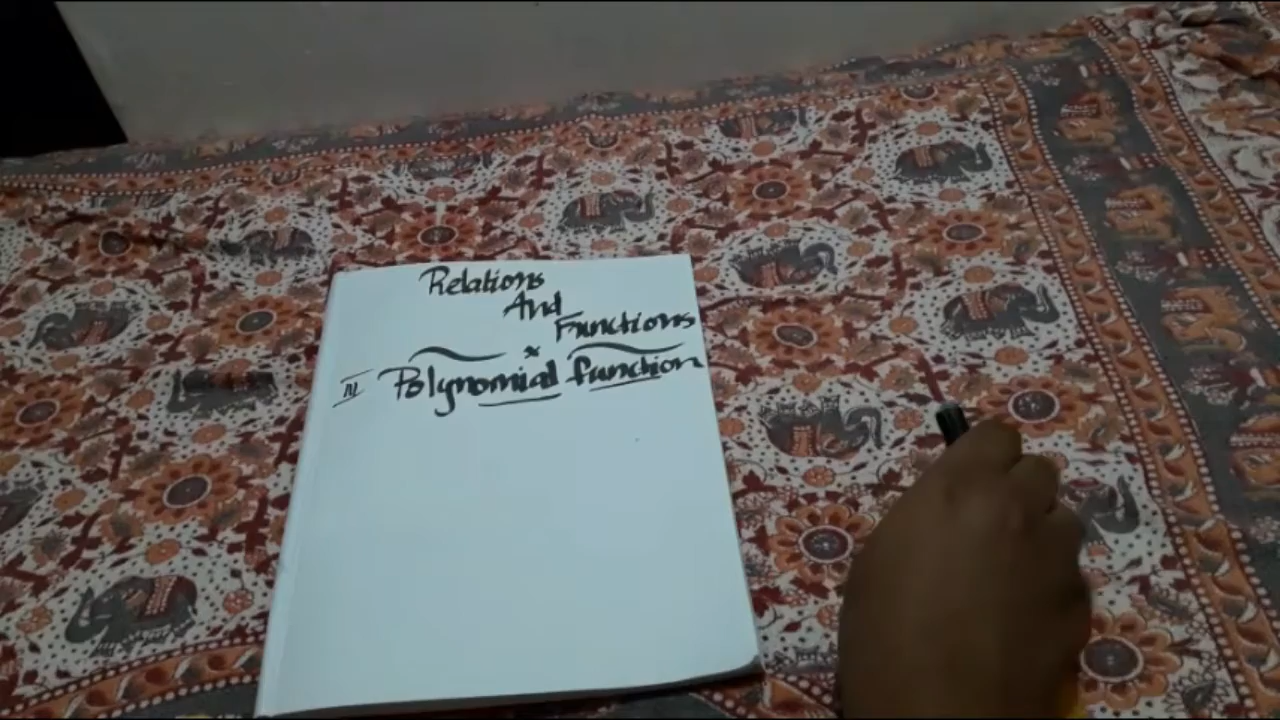 Relations
And
Functions
x
IV Polynomial function